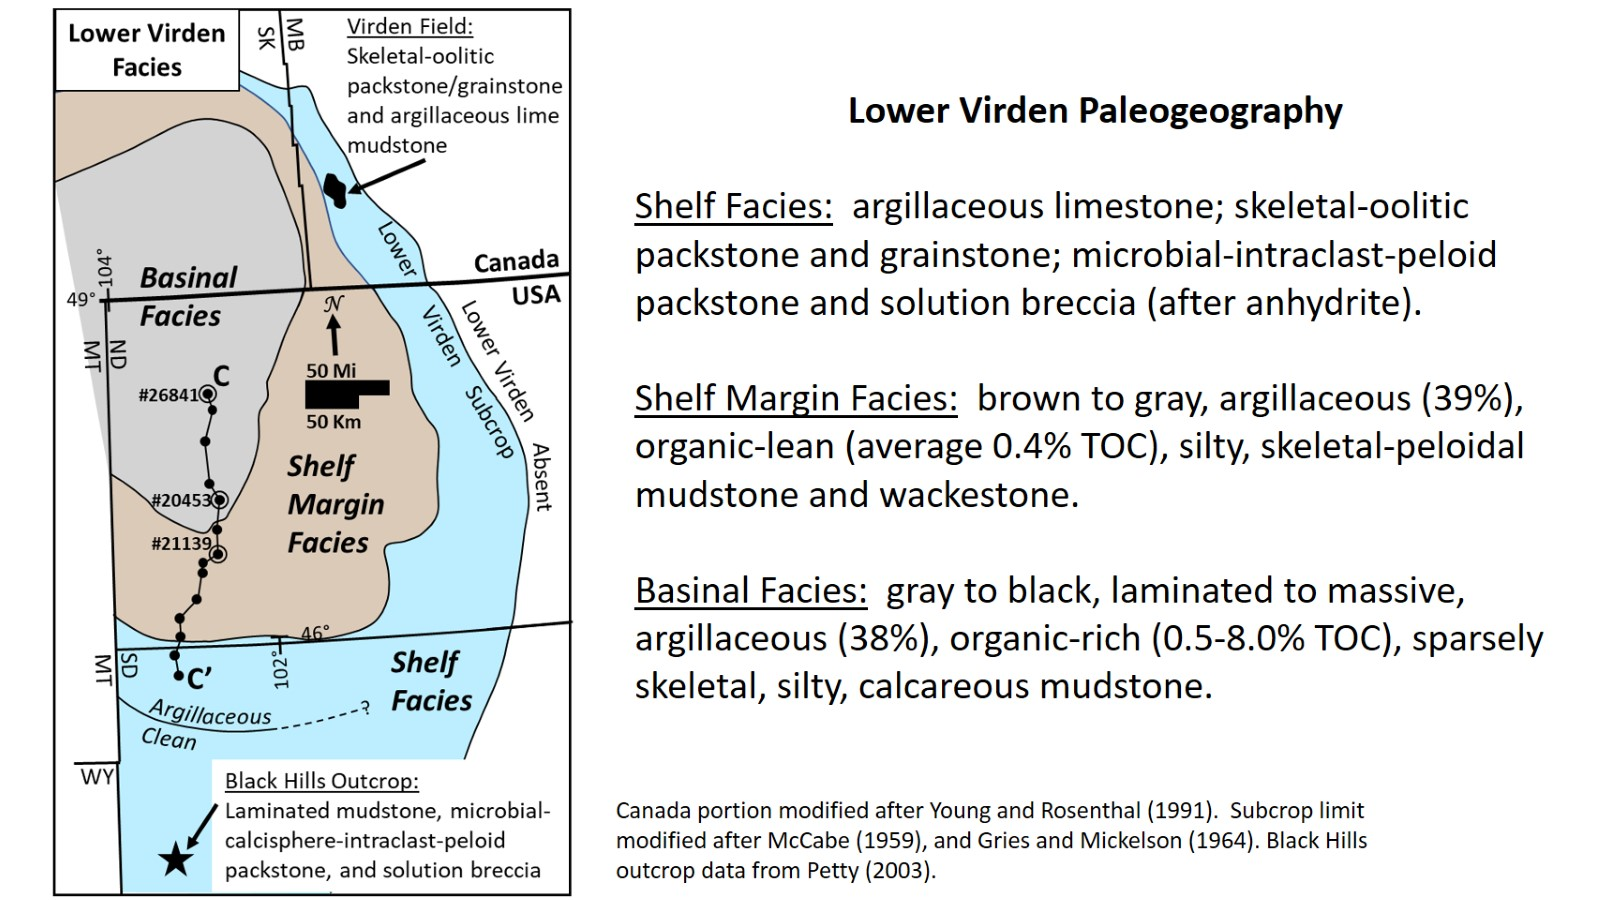 Lower Virden
Facies
SK
MB
Virden Field:
Skeletal-oolitic
packstone/grainstone
and argillaceous lime
mudstone
Lower
Canada
USA
104°
49°
Basinal
Facies
N
MT
ND
Virden
Subcrop
Lower Virden
Absent
50 Mi
50 Km
C
#26841
#20453
#21139
Shelf
Margin
Facies
46°
102°
MT
SD
C'
Shelf
Facies
Argillaceous
?
Clean
WY
Black Hills Outcrop:
Laminated mudstone, microbial-
calcisphere-intraclast-peloid
packstone, and solution breccia
Lower Virden Paleogeography
Shelf Facies: argillaceous limestone; skeletal-oolitic
packstone and grainstone; microbial-intraclast-peloid
packstone and solution breccia (after anhydrite).
Shelf Margin Facies: brown to gray, argillaceous (39%),
organic-lean (average 0.4% TOC), silty, skeletal-peloidal
mudstone and wackestone.
Basinal Facies: gray to black, laminated to massive,
argillaceous (38%), organic-rich (0.5-8.0% TOC), sparsely
skeletal, silty, calcareous mudstone.
Canada portion modified after Young and Rosenthal (1991). Subcrop limit
modified after McCabe (1959), and Gries and Mickelson (1964). Black Hills
outcrop data from Petty (2003).